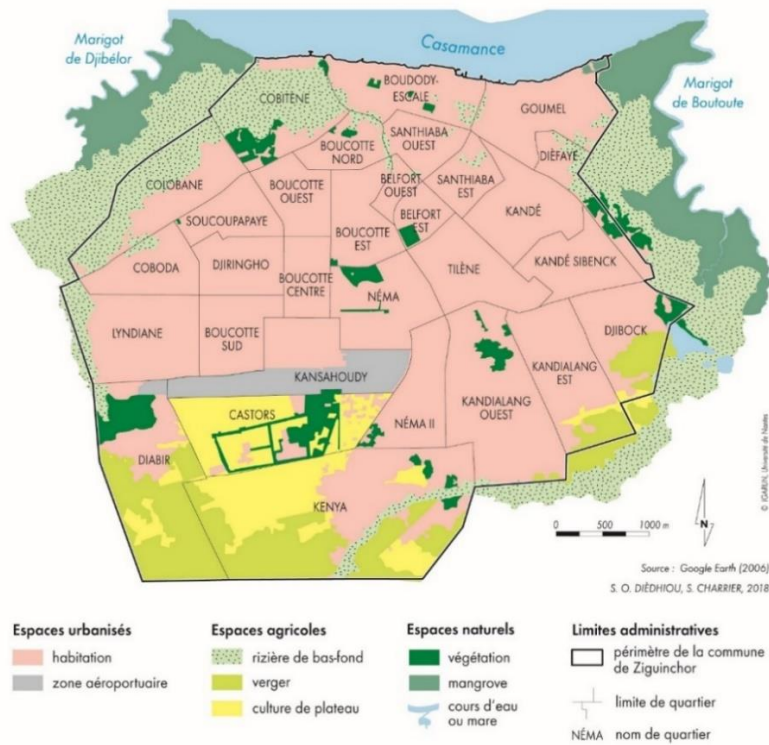 Marigot
de Djibélor
Casamance
Marigot
de Boutoute
COBITÈNE
BOUDODY-
ESCALE
GOUMEL
SANTHIABA
OUEST
BOUCOTTE
NORD
DIÈFAYE
COLOBANE
BOUCOTTE
OUEST
BELFORT
OUEST
SANTHIABA
EST
SOUCOUPAPAYE
KANDÉ
BELFORT
EST
BOUCOTTE
EST
COBODA
DJIRINGHO
BOUCOTTE
CENTRE
TILÈNE
KANDÉ SIBENCK
NÉMA
LYNDIANE
BOUCOTTE
SUD
DJIBOCK
KANDIALANG
EST
KANSAHOUDY
KANDIALANG
OUEST
CASTORS
NÉMA II
DIABIR
KENYA
0 500 1000 m
N
© IGARUN, Université de Nantes
Source : Google Earth (2006)
S. O. DIÈDHIOU, S. CHARRIER, 2018
Espaces urbanisés
habitation
zone aéroportuaire
Espaces agricoles
rizière de bas-fond
verger
culture de plateau
Espaces naturels
végétation
mangrove
cours d'eau
ou mare
Limites administratives
périmètre de la commune
de Ziguinchor
limite de quartier
NÉMA nom de quartier